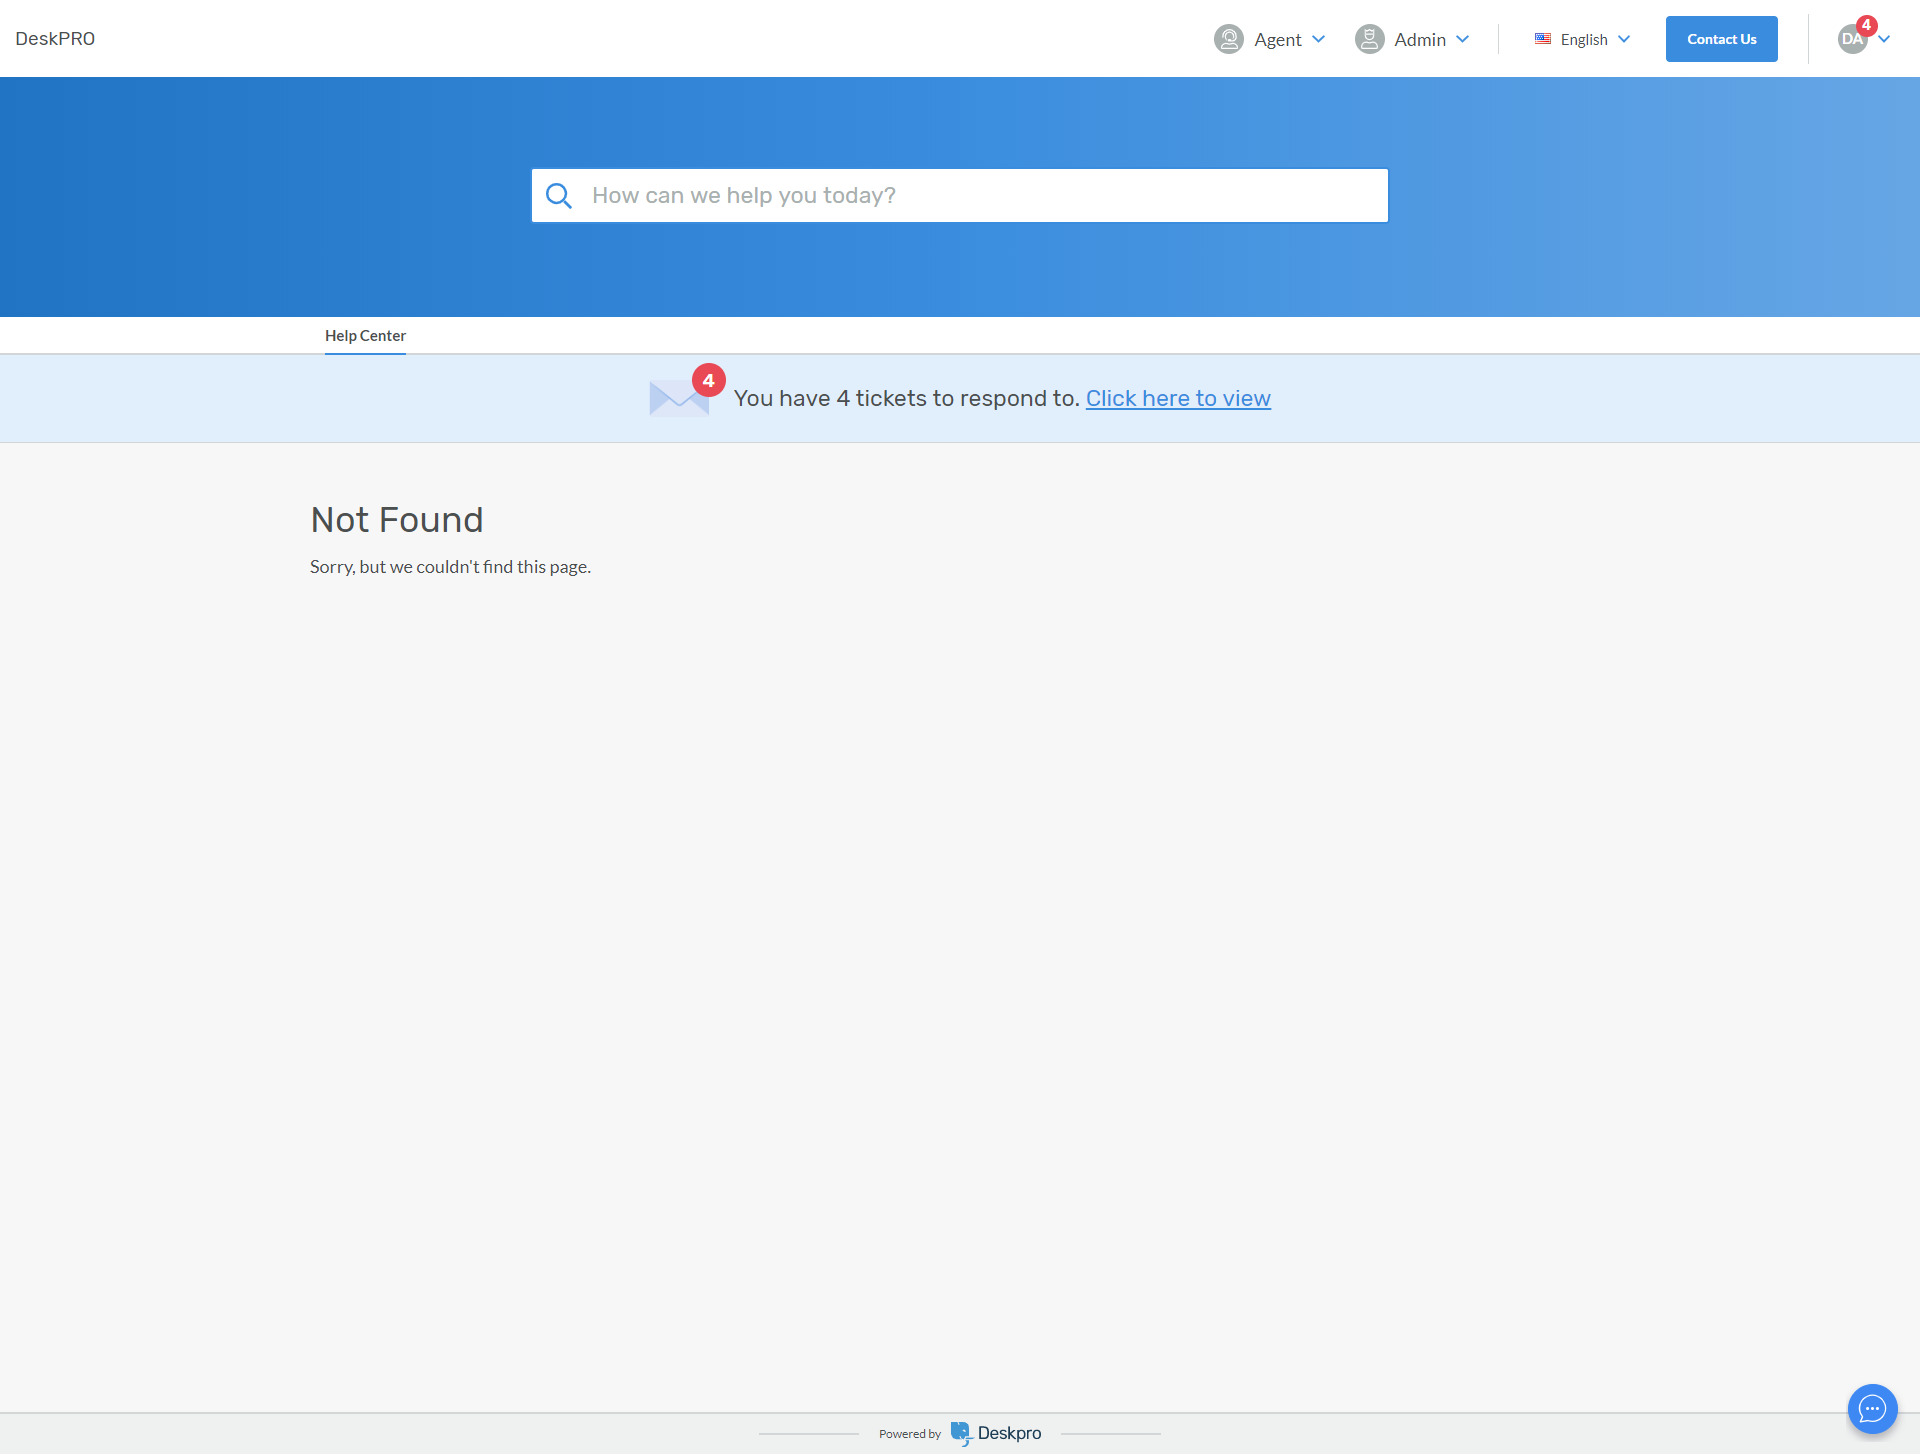 DeskPRO
Agent
Admin
English
Contact Us
DA
4
How can we help you today?
Help Center
4
You have 4 tickets to respond to. Click here to view
Not Found
Sorry, but we couldn't find this page.
Powered by Deskpro